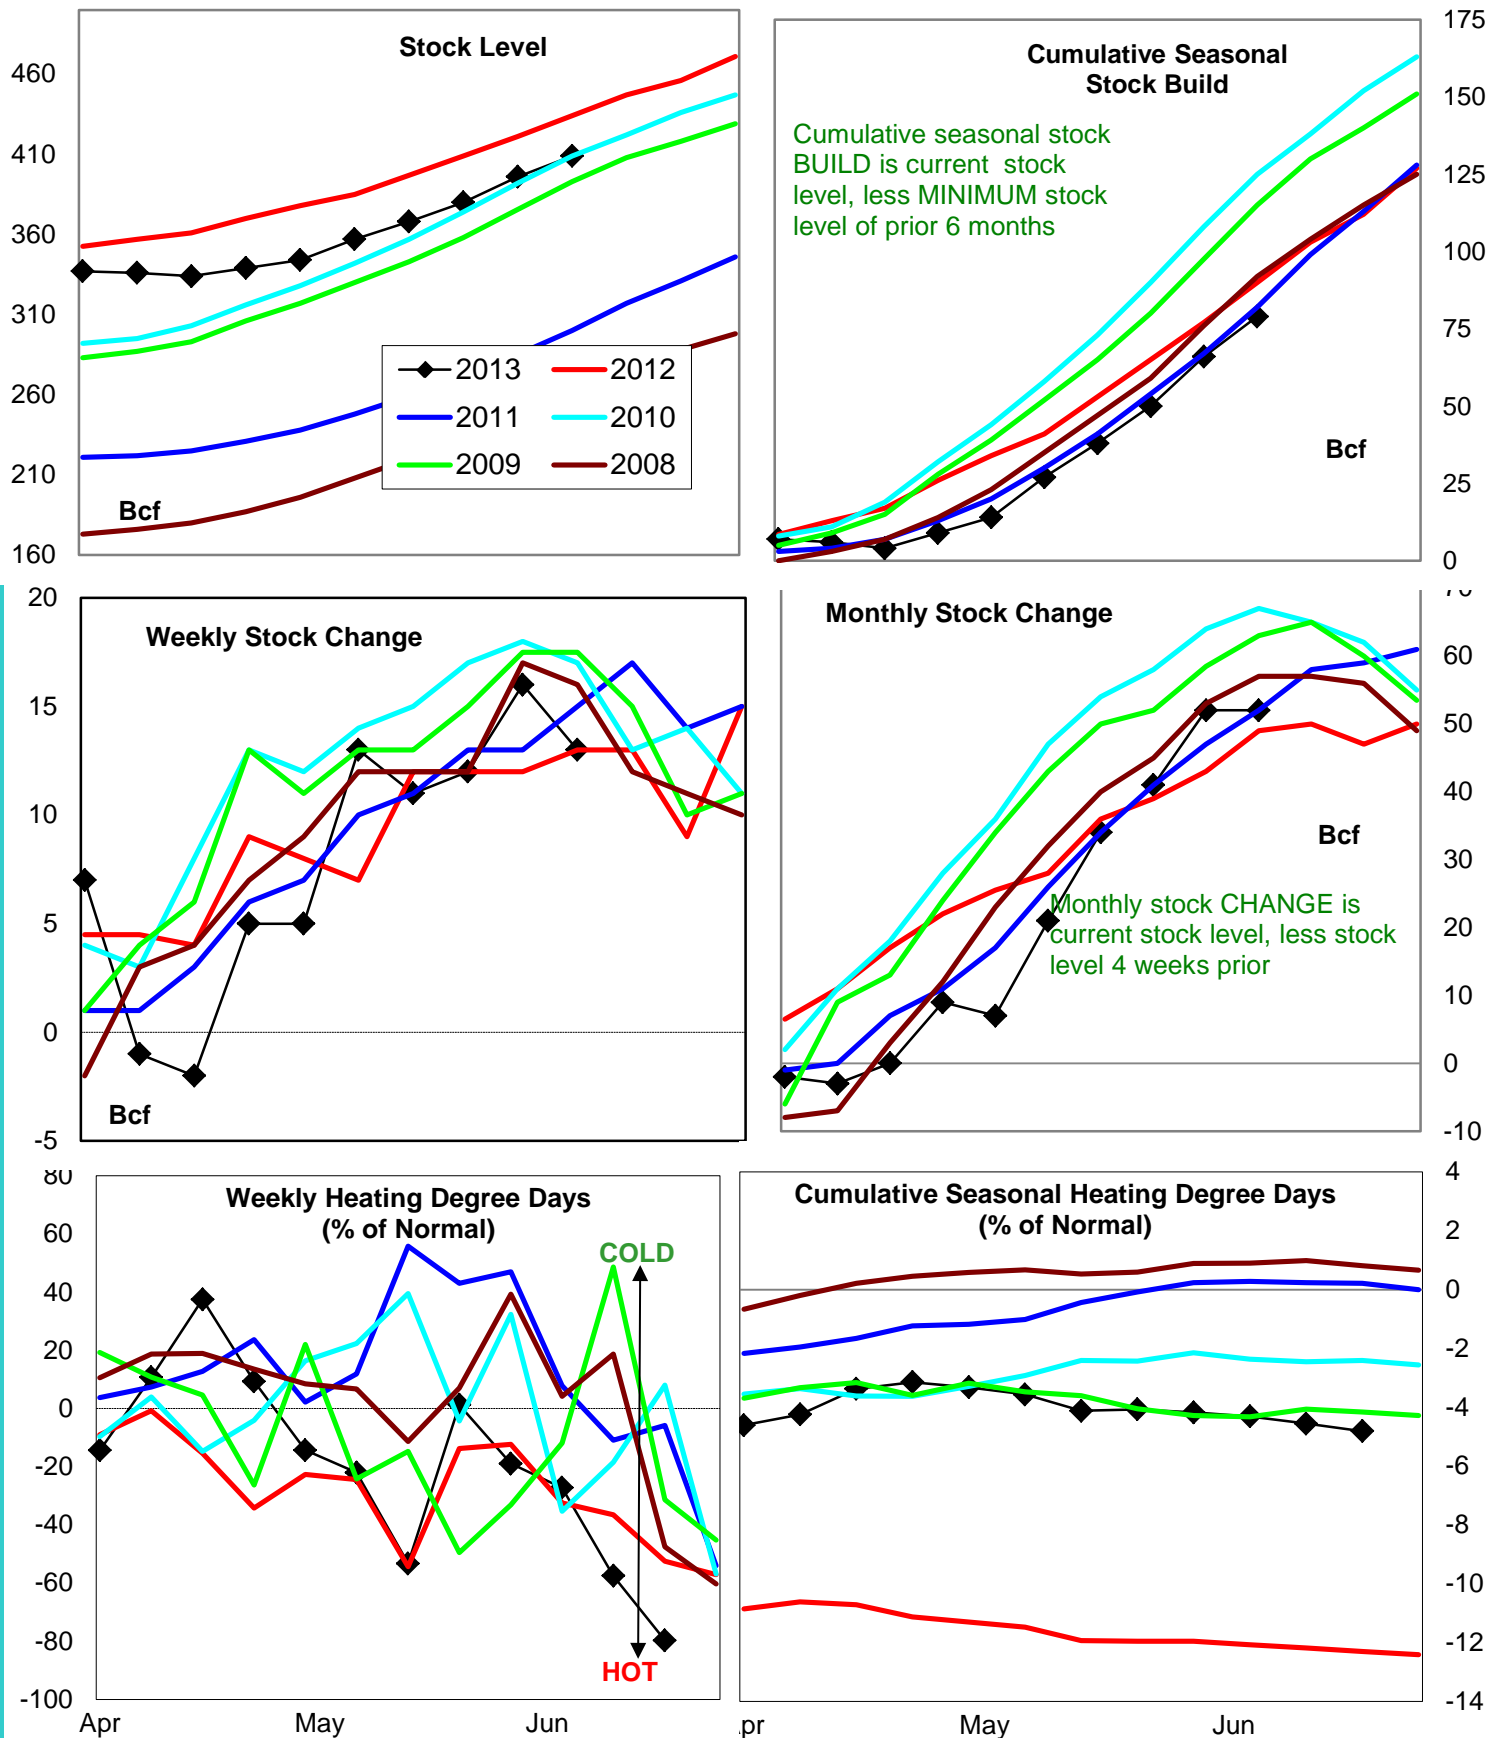 Stock Level
460
410
360
310
260
210
160
Bcf
2013
2012
2011
2010
2009
2008
Cumulative Seasonal
Stock Build
Cumulative seasonal stock
BUILD is current stock
level, less MINIMUM stock
level of prior 6 months
Bcf
175
150
125
100
75
50
25
0
Weekly Stock Change
20
15
10
5
0
-5
Bcf
Monthly Stock Change
70
60
50
40
30
20
10
0
-10
Bcf
Monthly stock CHANGE is
current stock level, less stock
level 4 weeks prior
Weekly Heating Degree Days
(% of Normal)
80
60
40
20
0
-20
-40
-60
-80
-100
COLD
HOT
Apr
May
Jun
Cumulative Seasonal Heating Degree Days
(% of Normal)
4
2
0
-2
-4
-6
-8
-10
-12
-14
pr
May
Jun